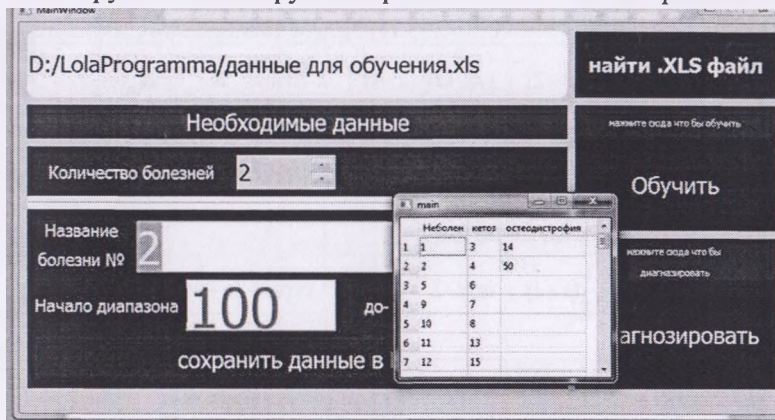 MainWindow
D:/LolaProgramma/данные для обучения.xls
найти .XLS файл
Необходимые данные
нажмите сюда что бы обучить
Количество болезней 2
Обучить
main
Неболен кетоз остеодистрофия
1 1 3 14
2 2 4 50
3 5 6
4 9 7
5 10 8
6 11 13
7 12 15
Название
болезни № 2
нажмите сюда что бы
диагназировать
Начало диапазона 100 до-
агнозировать
сохранить данные в